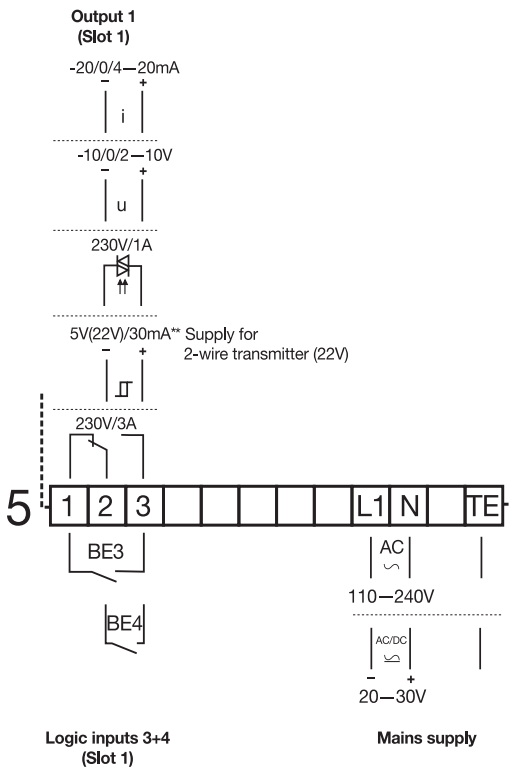 Output 1
(Slot 1)
-20/0/4—20mA
− +
i
-10/0/2—10V
− +
u
230V/1A
5V(22V)/30mA** Supply for
2-wire transmitter (22V)
− +
230V/3A
5 1 2 3 L1 N TE
BE3
AC
110—240V
BE4
AC/DC
− +
20—30V
Logic inputs 3+4
(Slot 1)
Mains supply